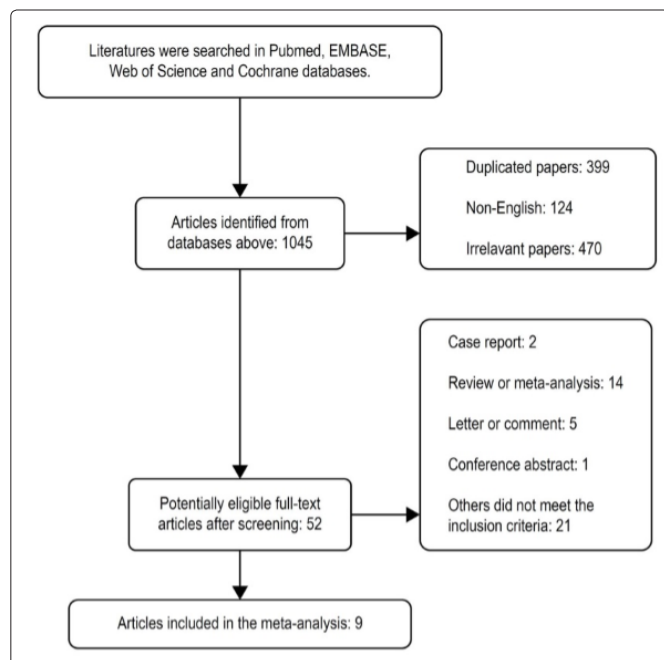 Literatures were searched in Pubmed, EMBASE,
Web of Science and Cochrane databases.
Articles identified from
databases above: 1045
Duplicated papers: 399
Non-English: 124
Irrelavant papers: 470
Case report: 2
Review or meta-analysis: 14
Letter or comment: 5
Conference abstract: 1
Others did not meet the
inclusion criteria: 21
Potentially eligible full-text
articles after screening: 52
Articles included in the meta-analysis: 9